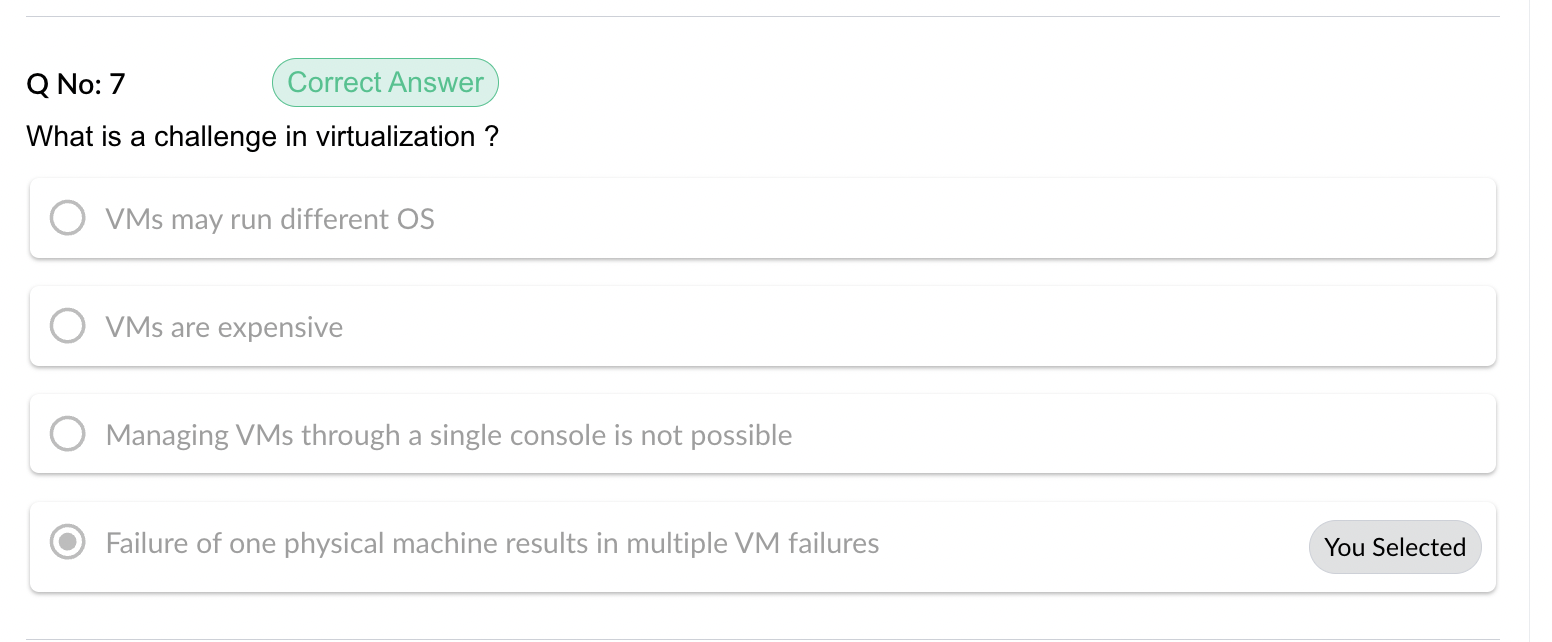 Q No: 7
Correct Answer
What is a challenge in virtualization ?
VMs may run different OS
VMs are expensive
Managing VMs through a single console is not possible
Failure of one physical machine results in multiple VM failures
You Selected